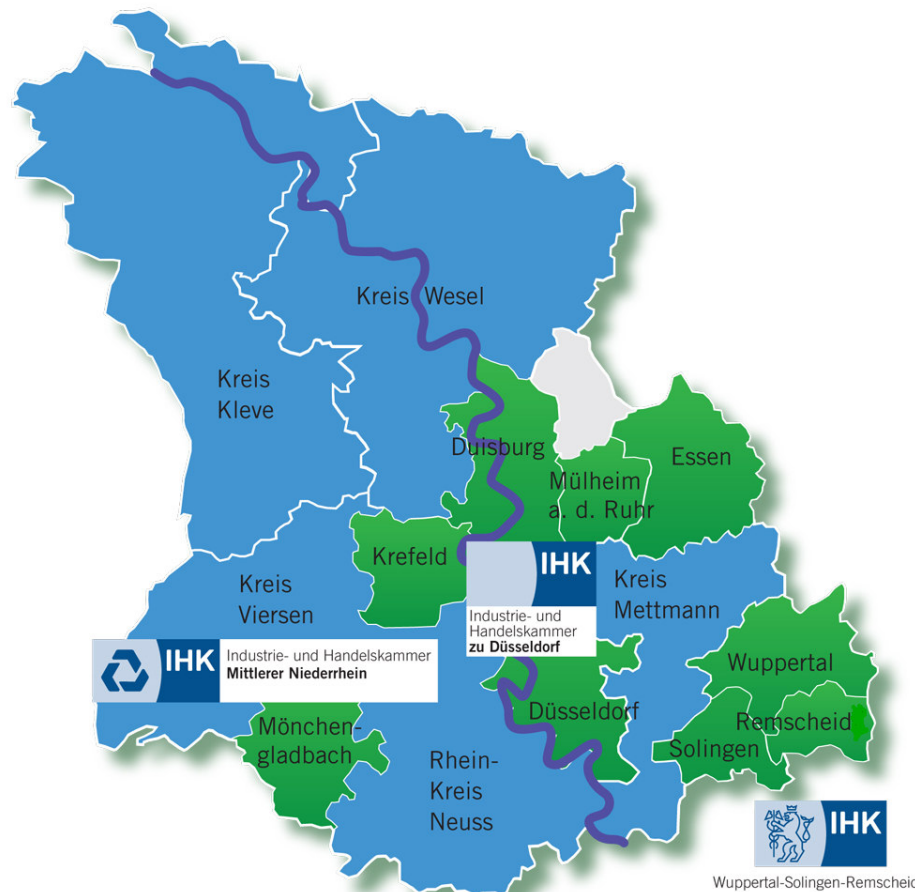 Kreis Wesel
Kreis
Kleve
Duisburg
Essen
Mülheim
a. d. Ruhr
Krefeld
Kreis
Viersen
IHK
Industrie- und
Handelskammer
zu Düsseldorf
Kreis
Mettmann
IHK
Industrie- und Handelskammer
Mittlerer Niederrhein
Wuppertal
Düsseldorf
Remscheid
Solingen
Mönchen-
gladbach
Rhein-
Kreis
Neuss
IHK
Wuppertal-Solingen-Remscheid